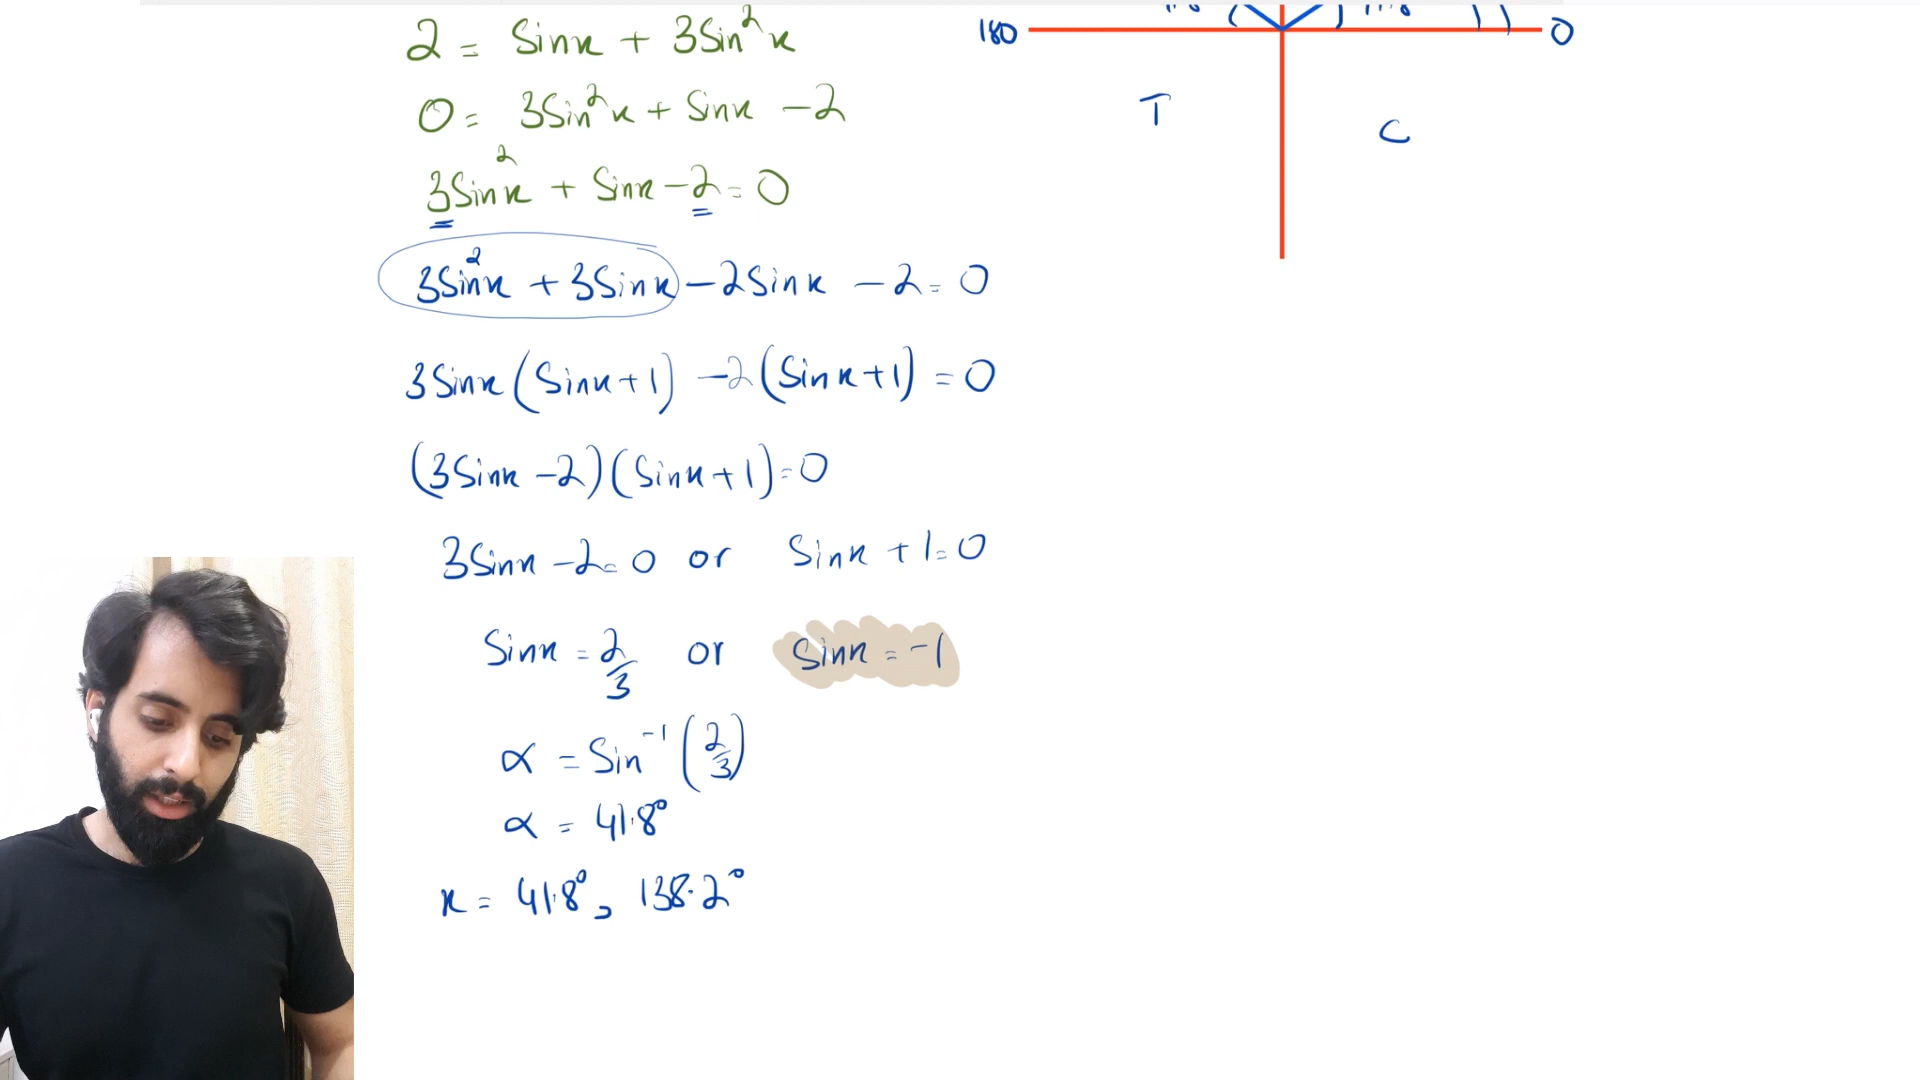 2 = Sinx + 3Sin²x
0 = 3Sin²x + Sinx - 2
3Sin²x + Sinx - 2 = 0
3Sin²x + 3Sinx - 2Sinx - 2 = 0
3Sinx (Sinx + 1) - 2 (Sinx + 1) = 0
(3Sinx - 2)(Sinx + 1) = 0
3Sinx - 2 = 0 or Sinx + 1 = 0
Sinx = 2/3 or Sinx = -1
α = Sin⁻¹ (2/3)
α = 41.8°
x = 41.8°, 138.2°
180 0
T
C